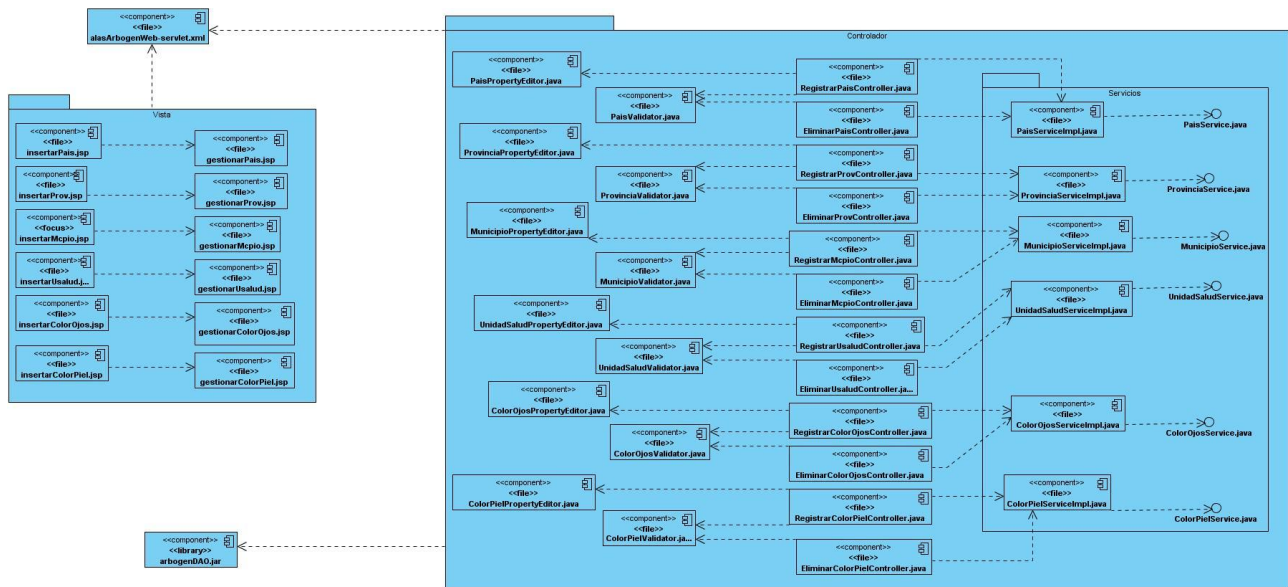 <<component>>
<<file>>
alasArbogenWeb-servlet.xml
Vista
<<component>>
<<file>>
insertarPais.jsp
<<component>>
<<file>>
gestionarPais.jsp
<<component>>
<<file>>
insertarProv.jsp
<<component>>
<<file>>
gestionarProv.jsp
<<component>>
<<focus>>
insertarMcpio.jsp
<<component>>
<<file>>
gestionarMcpio.jsp
<<component>>
<<file>>
insertarUsalud.j...
<<component>>
<<file>>
gestionarUsalud.jsp
<<component>>
<<file>>
insertarColorOjos.jsp
<<component>>
<<file>>
gestionarColorOjos.jsp
<<component>>
<<file>>
insertarColorPiel.jsp
<<component>>
<<file>>
gestionarColorPiel.jsp
<<component>>
<<library>>
arbogenDAO.jar
Controlador
<<component>>
<<file>>
PaisPropertyEditor.java
<<component>>
<<file>>
PaisValidator.java
<<component>>
<<file>>
ProvinciaPropertyEditor.java
<<component>>
<<file>>
ProvinciaValidator.java
<<component>>
<<file>>
MunicipioPropertyEditor.java
<<component>>
<<file>>
MunicipioValidator.java
<<component>>
<<file>>
UnidadSaludPropertyEditor.java
<<component>>
<<file>>
UnidadSaludValidator.java
<<component>>
<<file>>
ColorOjosPropertyEditor.java
<<component>>
<<file>>
ColorOjosValidator.java
<<component>>
<<file>>
ColorPielPropertyEditor.java
<<component>>
<<file>>
ColorPielValidator.ja...
<<component>>
<<file>>
RegistrarPaisController.java
<<component>>
<<file>>
EliminarPaisController.java
<<component>>
<<file>>
RegistrarProvController.java
<<component>>
<<file>>
EliminarProvController.java
<<component>>
<<file>>
RegistrarMcpioController.java
<<component>>
<<file>>
EliminarMcpioController.java
<<component>>
<<file>>
RegistrarUsaludController.java
<<component>>
<<file>>
EliminarUsaludController.ja...
<<component>>
<<file>>
RegistrarColorOjosController.java
<<component>>
<<file>>
EliminarColorOjosController.java
<<component>>
<<file>>
RegistrarColorPielController.java
<<component>>
<<file>>
EliminarColorPielController.java
Servicios
<<component>>
<<file>>
PaisServiceImpl.java
PaisService.java
<<component>>
<<file>>
ProvinciaServiceImpl.java
ProvinciaService.java
<<component>>
<<file>>
MunicipioServiceImpl.java
MunicipioService.java
<<component>>
<<file>>
UnidadSaludServiceImpl.java
UnidadSaludService.java
<<component>>
<<file>>
ColorOjosServiceImpl.java
ColorOjosService.java
<<component>>
<<file>>
ColorPielServiceImpl.java
ColorPielService.java